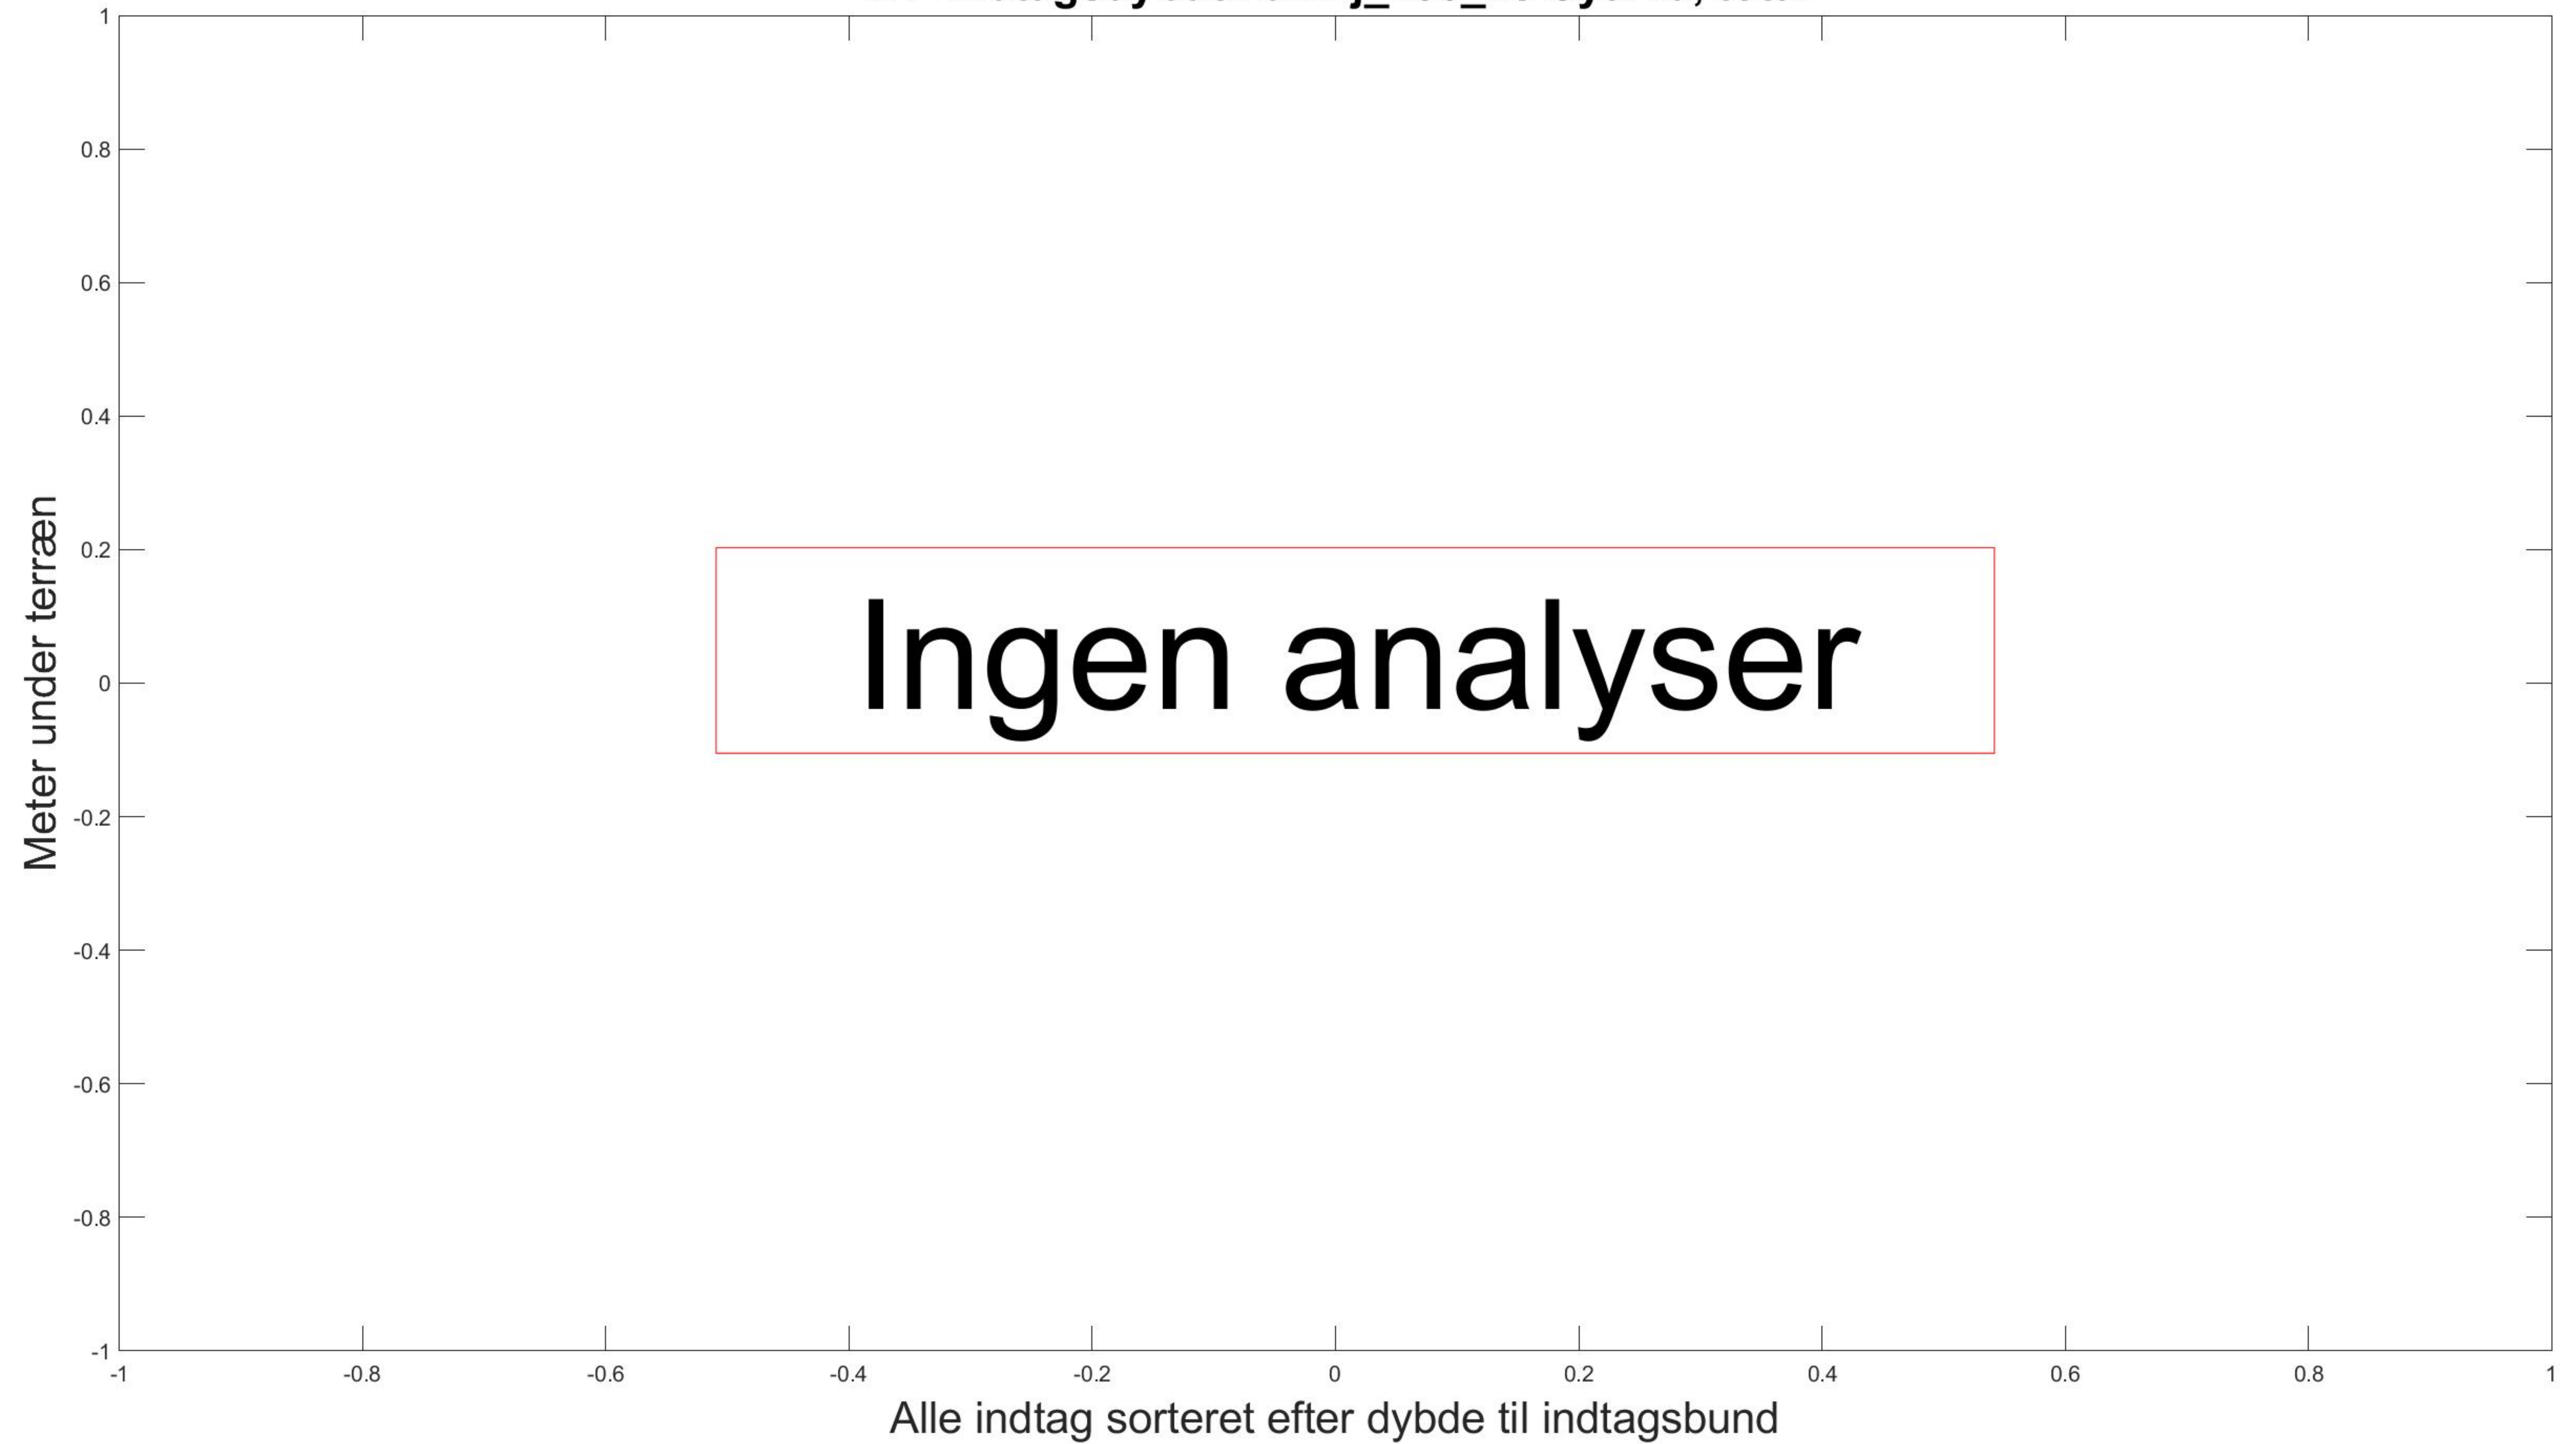 1
0.8
0.6
0.4
0.2
0
-0.2
-0.4
-0.6
-0.8
-1
Meter under terræn
Ingen analyser
-1 -0.8 -0.6 -0.4 -0.2 0 0.2 0.4 0.6 0.8 1
Alle indtag sorteret efter dybde til indtagsbund